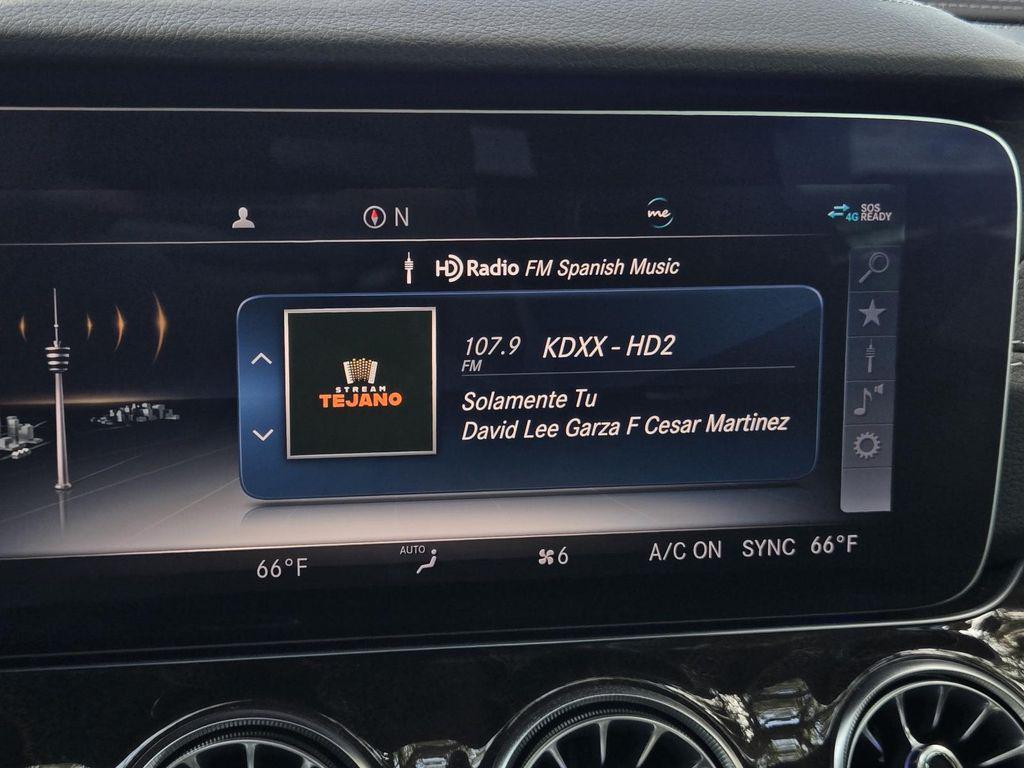 N
me
4G SOS READY
HD Radio FM Spanish Music
107.9 FM KDXX - HD2
STREAM
TEJANO
Solamente Tu
David Lee Garza F Cesar Martinez
66°F
AUTO
6
A/C ON
SYNC
66°F